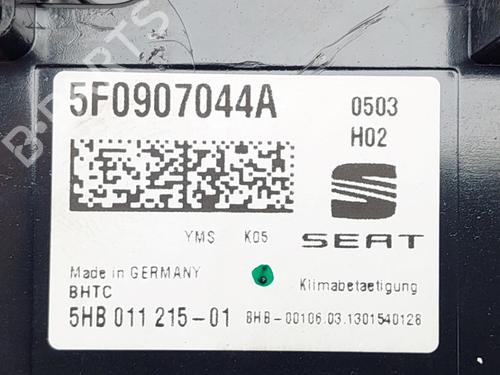 5F0907044A 0503
H02
YMS K05
SEAT
Made in GERMANY
BHTC Klimabetaetigung
5HB 011 215-01 BHB-00106.03.1301540128
B-PARTS